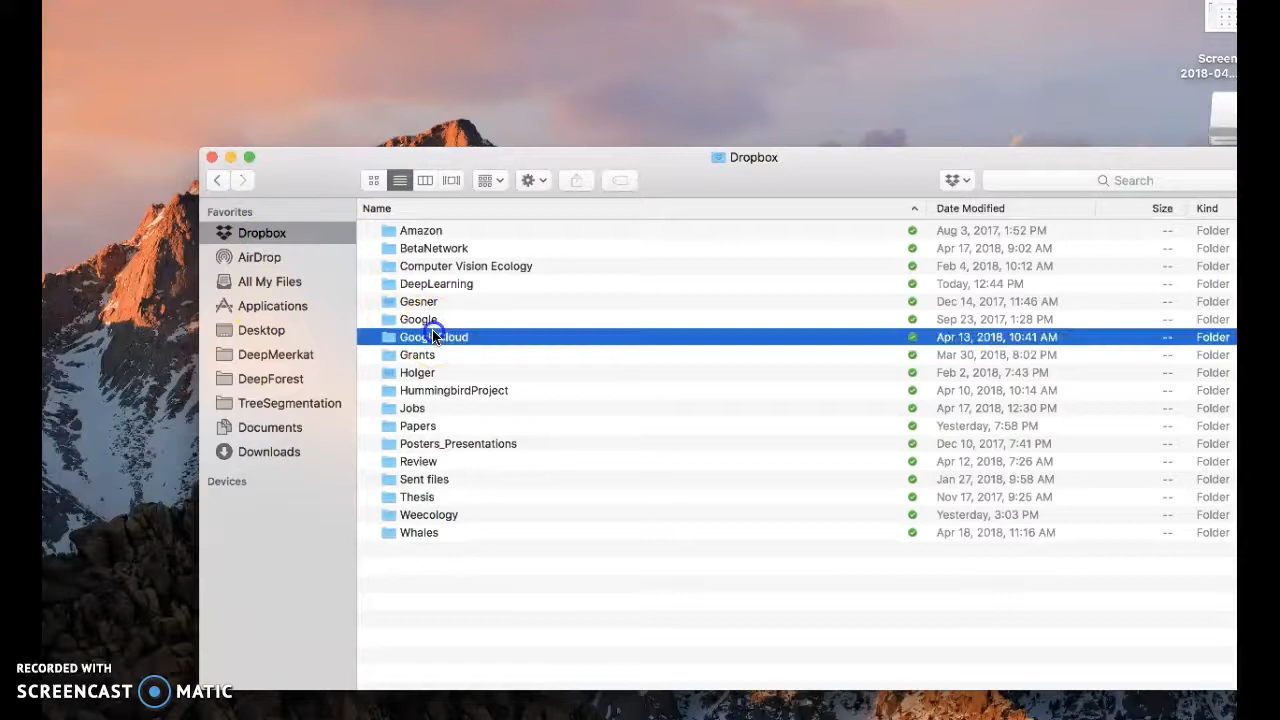 Screen
2018-04...
Dropbox
Search
Favorites
Name
Date Modified
Size
Kind
Dropbox
Amazon
Aug 3, 2017, 1:52 PM
--
Folder
BetaNetwork
Apr 17, 2018, 9:02 AM
--
Folder
AirDrop
Computer Vision Ecology
Feb 4, 2018, 10:12 AM
--
Folder
All My Files
DeepLearning
Today, 12:44 PM
--
Folder
Gesner
Dec 14, 2017, 11:46 AM
--
Folder
Applications
Google
Sep 23, 2017, 1:28 PM
--
Folder
Desktop
Apr 13, 2018, 10:41 AM
--
Folder
DeepMeerkat
Grants
Mar 30, 2018, 8:02 PM
--
Folder
DeepForest
Holger
Feb 2, 2018, 7:43 PM
--
Folder
HummingbirdProject
Apr 10, 2018, 10:14 AM
--
Folder
TreeSegmentation
Jobs
Apr 17, 2018, 12:30 PM
--
Folder
Documents
Papers
Yesterday, 7:58 PM
--
Folder
Downloads
Posters_Presentations
Dec 10, 2017, 7:41 PM
--
Folder
Review
Apr 12, 2018, 7:26 AM
--
Folder
Devices
Sent files
Jan 27, 2018, 9:58 AM
--
Folder
Thesis
Nov 17, 2017, 9:25 AM
--
Folder
Weecology
Yesterday, 3:03 PM
--
Folder
Whales
Apr 18, 2018, 11:16 AM
--
Folder
RECORDED WITH
SCREENCAST MATIC